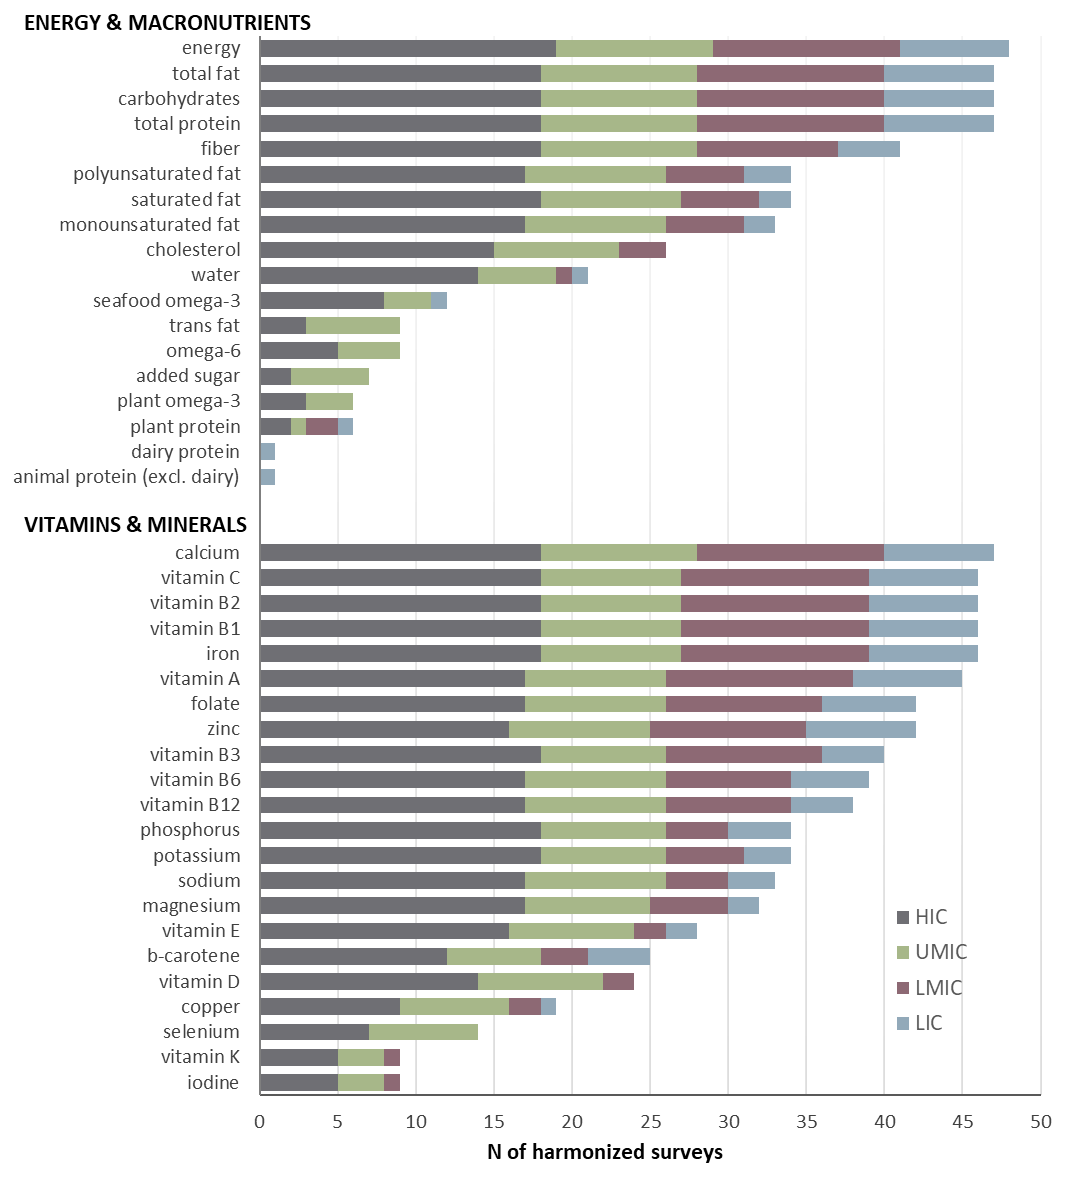 ENERGY & MACRONUTRIENTS
energy
total fat
carbohydrates
total protein
fiber
polyunsaturated fat
saturated fat
monounsaturated fat
cholesterol
water
seafood omega-3
trans fat
omega-6
added sugar
plant omega-3
plant protein
dairy protein
animal protein (excl. dairy)
VITAMINS & MINERALS
calcium
vitamin C
vitamin B2
vitamin B1
iron
vitamin A
folate
zinc
vitamin B3
vitamin B6
vitamin B12
phosphorus
potassium
sodium
magnesium
vitamin E
b-carotene
vitamin D
copper
selenium
vitamin K
iodine
HIC
UMIC
LMIC
LIC
0 5 10 15 20 25 30 35 40 45 50
N of harmonized surveys